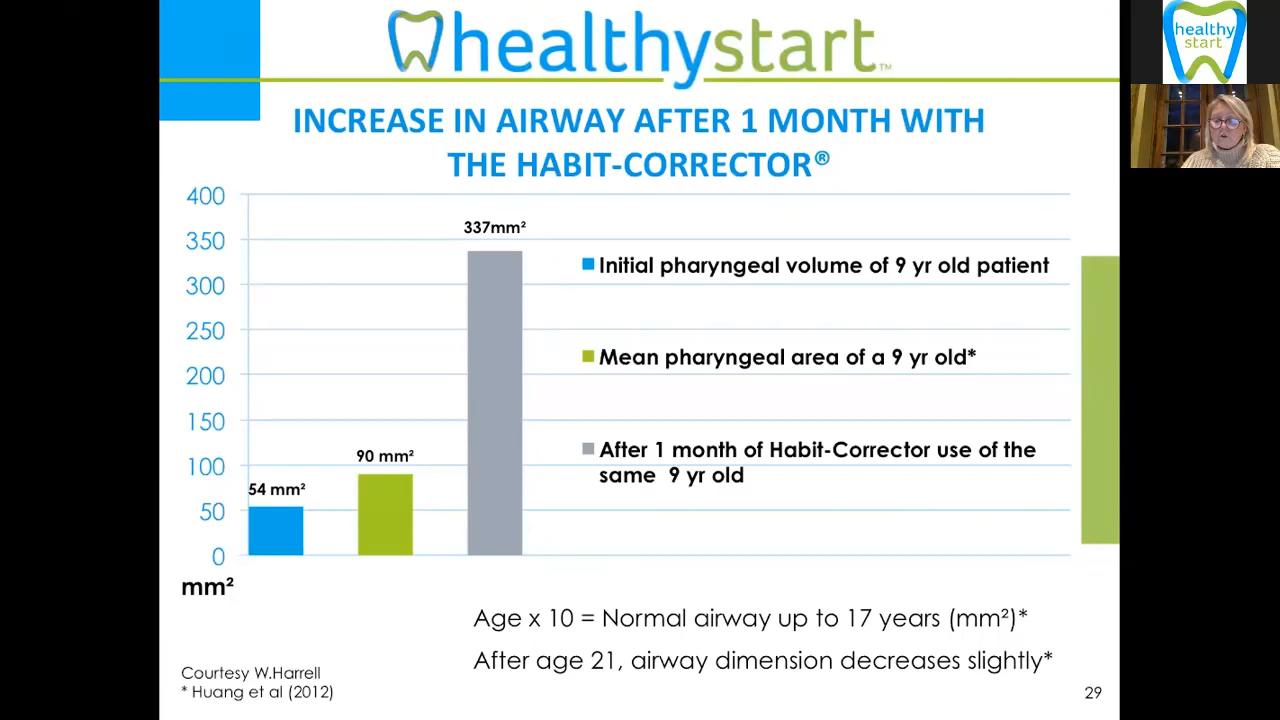 healthystart™
healthy
start
INCREASE IN AIRWAY AFTER 1 MONTH WITH
THE HABIT-CORRECTOR®
400
350
300
250
200
150
100
50
0
mm²
337mm²
90 mm²
54 mm²
Initial pharyngeal volume of 9 yr old patient
Mean pharyngeal area of a 9 yr old*
After 1 month of Habit-Corrector use of the
same 9 yr old
Age x 10 = Normal airway up to 17 years (mm²)*
After age 21, airway dimension decreases slightly*
Courtesy W.Harrell
* Huang et al (2012)
29